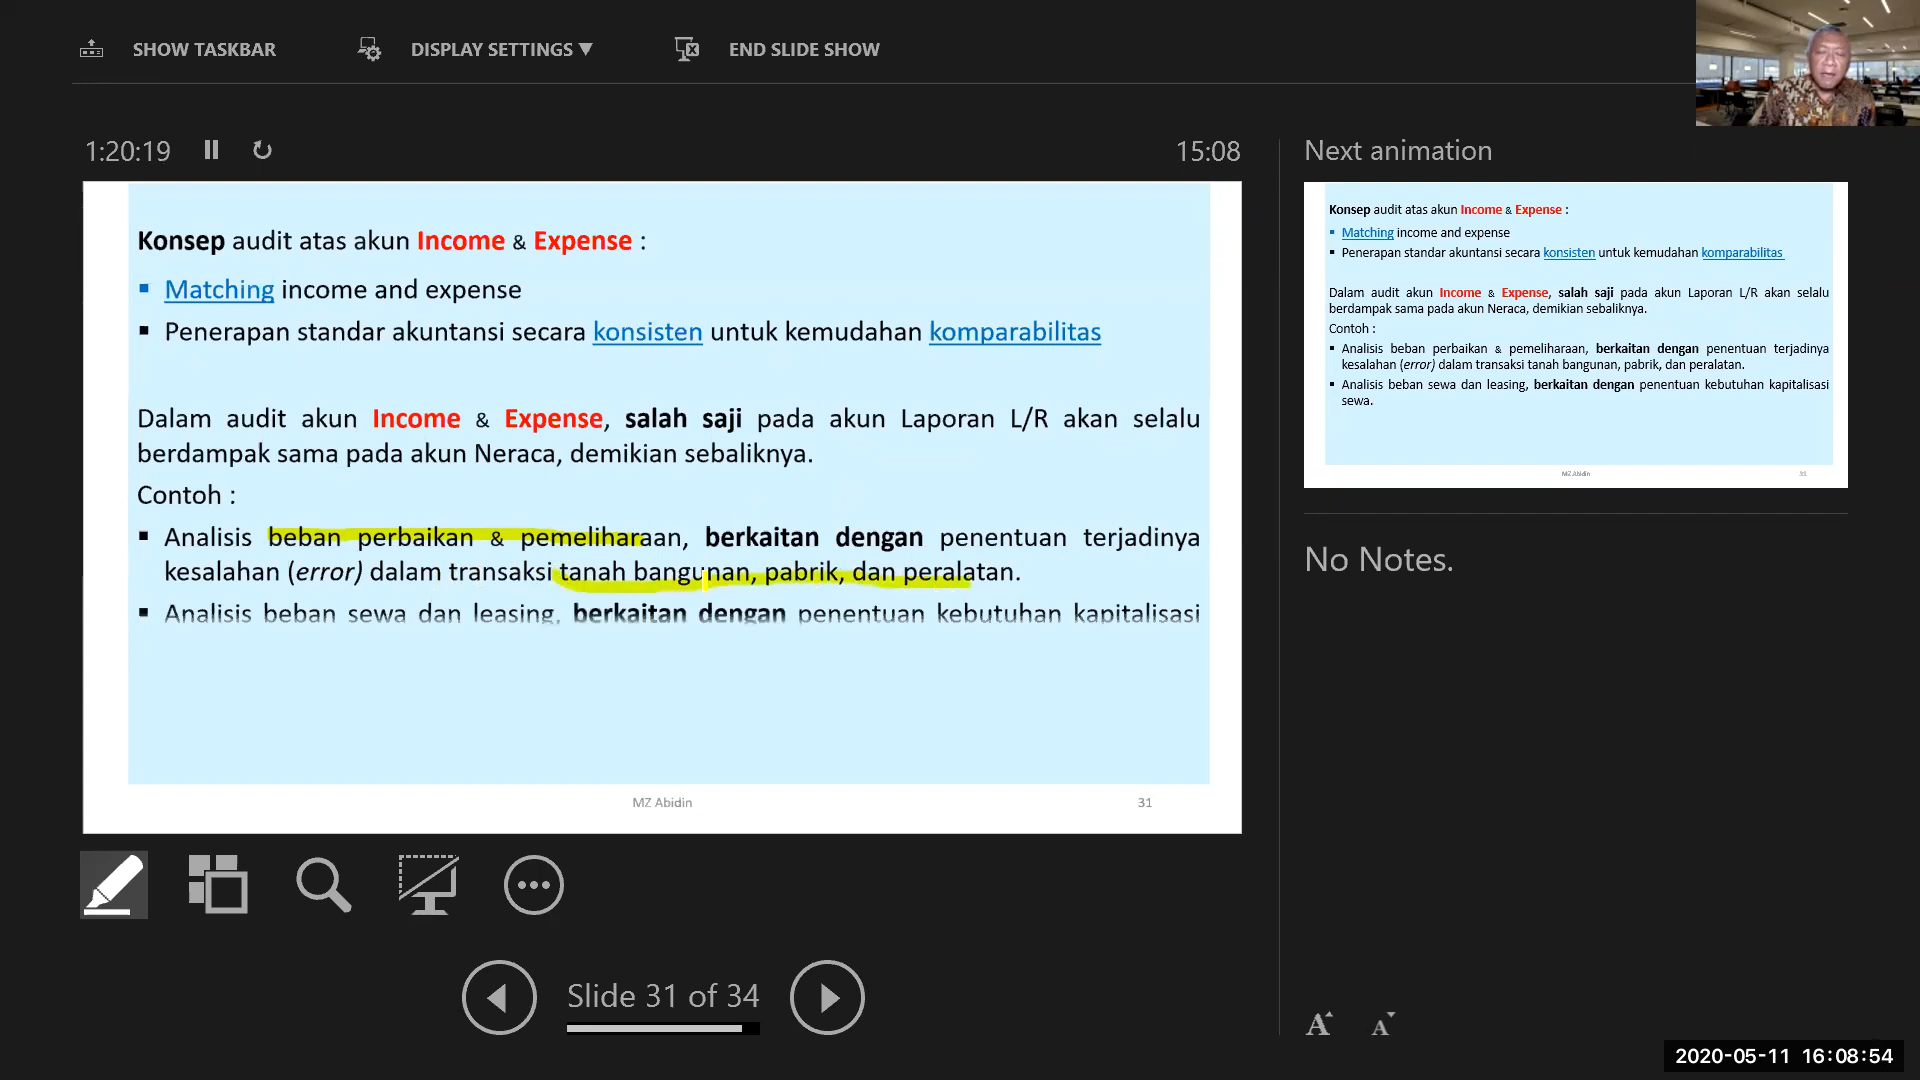 SHOW TASKBAR
DISPLAY SETTINGS ▼
END SLIDE SHOW
1:20:19
15:08
Next animation
Konsep audit atas akun Income & Expense :
▪ Matching income and expense
▪ Penerapan standar akuntansi secara konsisten untuk kemudahan komparabilitas
Dalam audit akun Income & Expense, salah saji pada akun Laporan L/R akan selalu
berdampak sama pada akun Neraca, demikian sebaliknya.
Contoh :
▪ Analisis beban perbaikan & pemeliharaan, berkaitan dengan penentuan terjadinya
kesalahan (error) dalam transaksi tanah bangunan, pabrik, dan peralatan.
▪ Analisis beban sewa dan leasing, berkaitan dengan penentuan kebutuhan kapitalisasi
MZ Abidin
31
Konsep audit atas akun Income & Expense :
▪ Matching income and expense
▪ Penerapan standar akuntansi secara konsisten untuk kemudahan komparabilitas
Dalam audit akun Income & Expense, salah saji pada akun Laporan L/R akan selalu
berdampak sama pada akun Neraca, demikian sebaliknya.
Contoh :
▪ Analisis beban perbaikan & pemeliharaan, berkaitan dengan penentuan terjadinya
kesalahan (error) dalam transaksi tanah bangunan, pabrik, dan peralatan.
▪ Analisis beban sewa dan leasing, berkaitan dengan penentuan kebutuhan kapitalisasi
sewa.
MZ Abidin
31
No Notes.
Slide 31 of 34
A A
2020-05-11 16:08:54